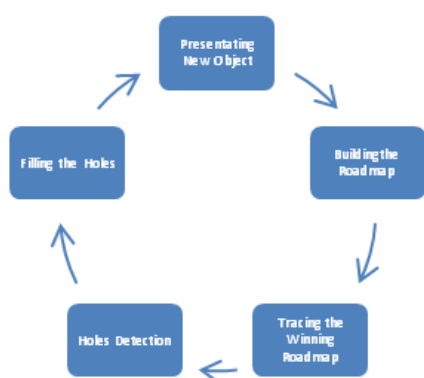 Presentating
New Object
Building the
Roadmap
Tracing the
Winning
Roadmap
Holes Detection
Filling the Holes